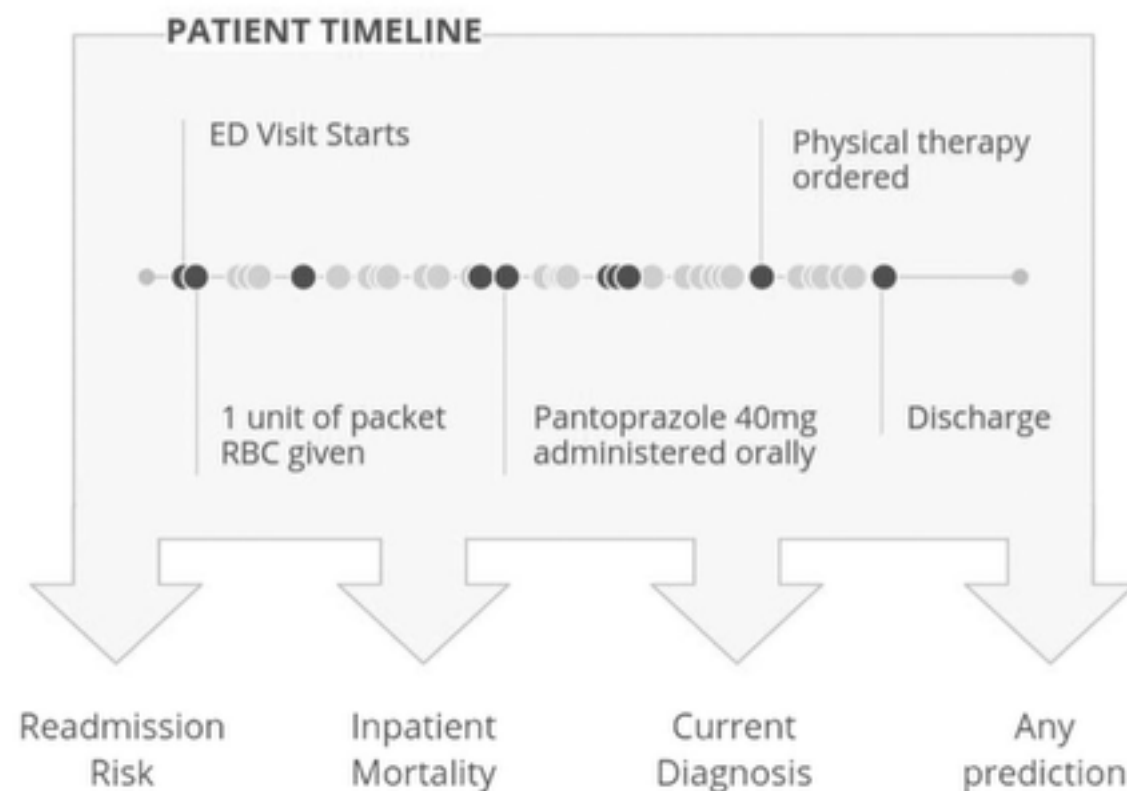 PATIENT TIMELINE
ED Visit Starts
Physical therapy
ordered
1 unit of packet
RBC given
Pantoprazole 40mg
administered orally
Discharge
Readmission
Risk
Inpatient
Mortality
Current
Diagnosis
Any
prediction